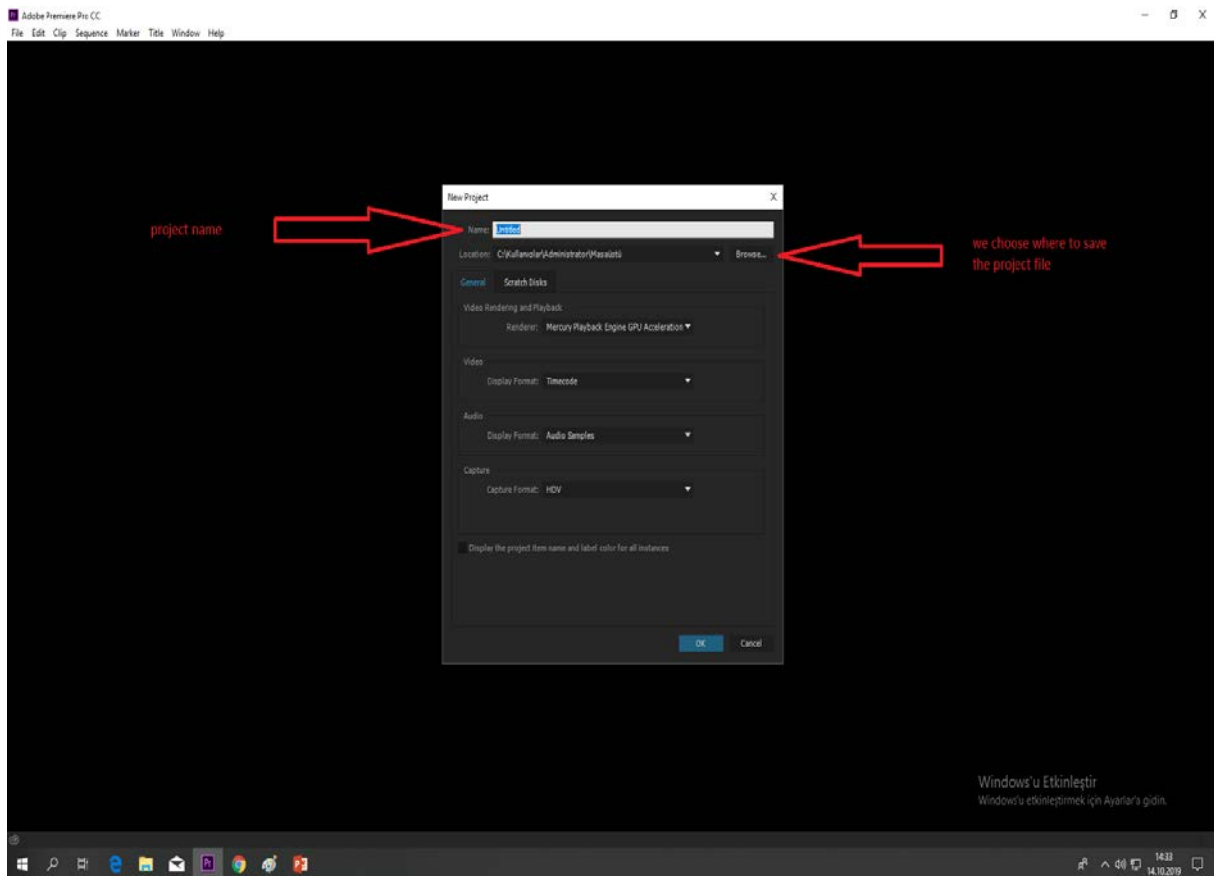 Adobe Premiere Pro CC
File Edit Clip Sequence Marker Title Window Help
New Project
project name
Name: Untitled
we choose where to save
the project file
Location: C:\Kullanıcılar\Administrator\Masaüstü Browse...
General Scratch Disks
Video Rendering and Playback
Renderer: Mercury Playback Engine GPU Acceleration
Video
Display Format: Timecode
Audio
Display Format: Audio Samples
Capture
Capture Format: HDV
Display the project item name and label color for all instances
OK Cancel
Windows'u Etkinleştir
Windows'u etkinleştirmek için Ayarlar'a gidin.
14:33
14.10.2019